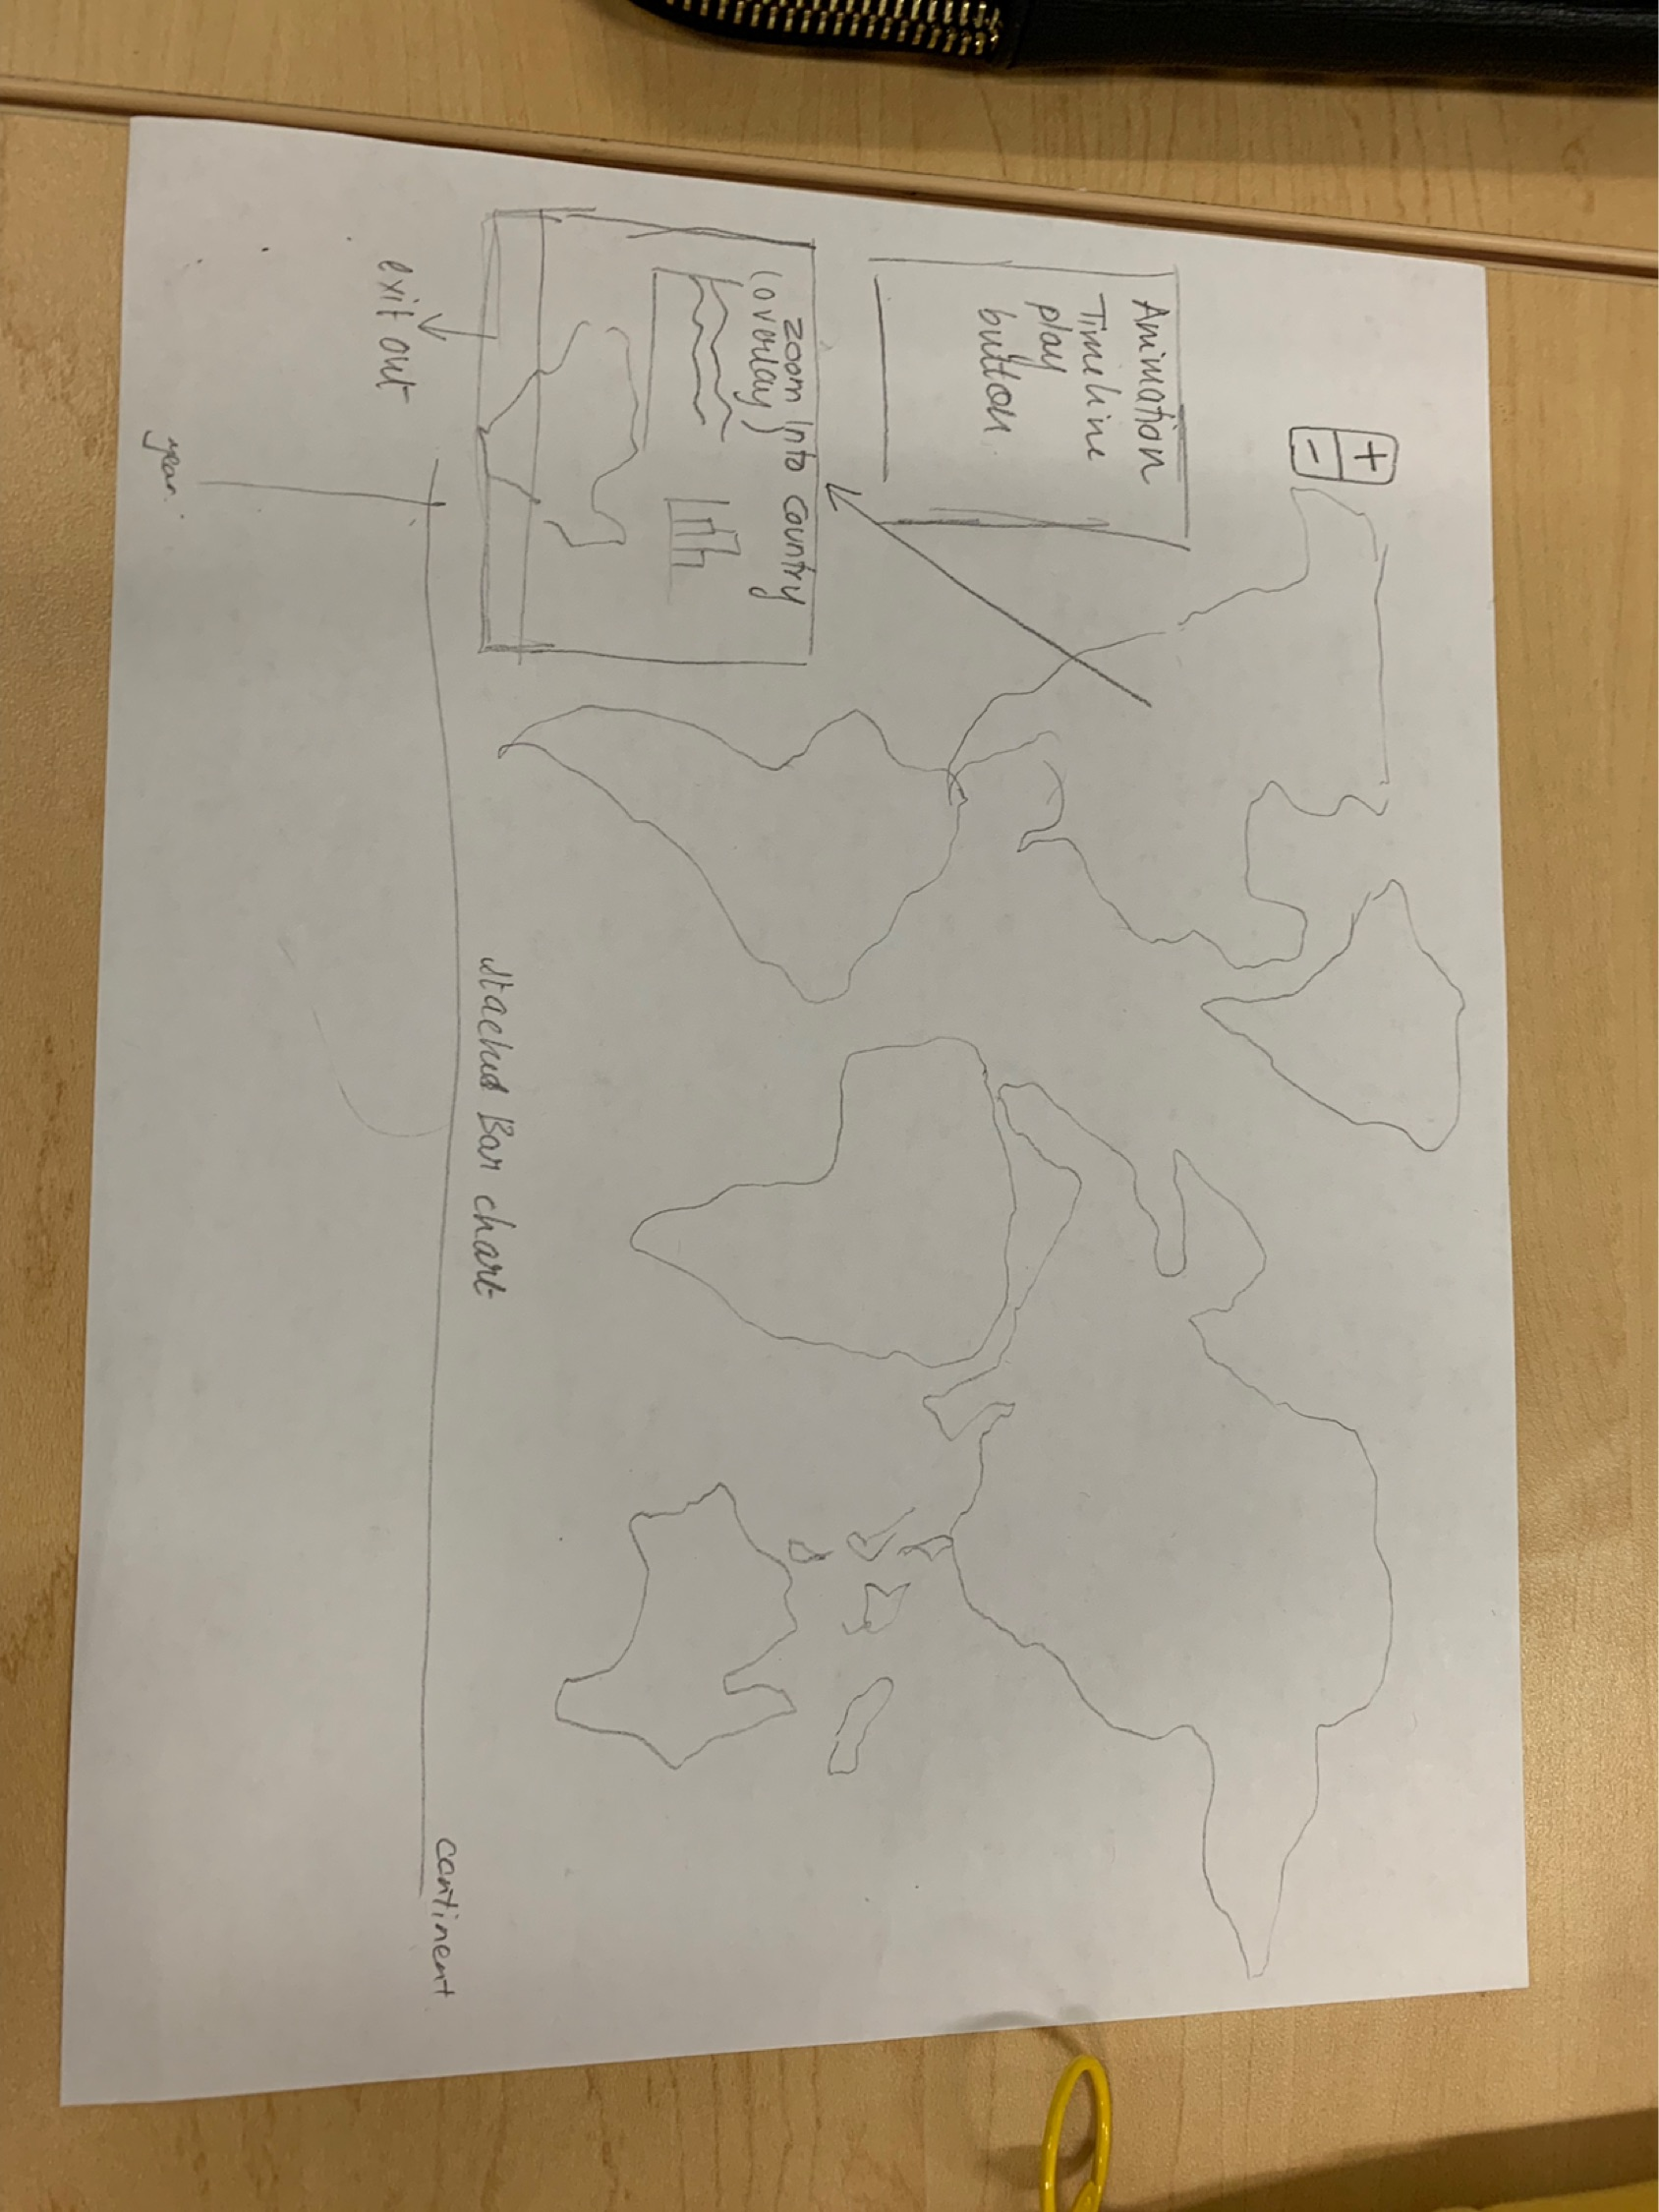 +
-
Animation
Timeline
play
button
zoom into country
(overlay)
exit out
stacked Bar chart
continent
year.